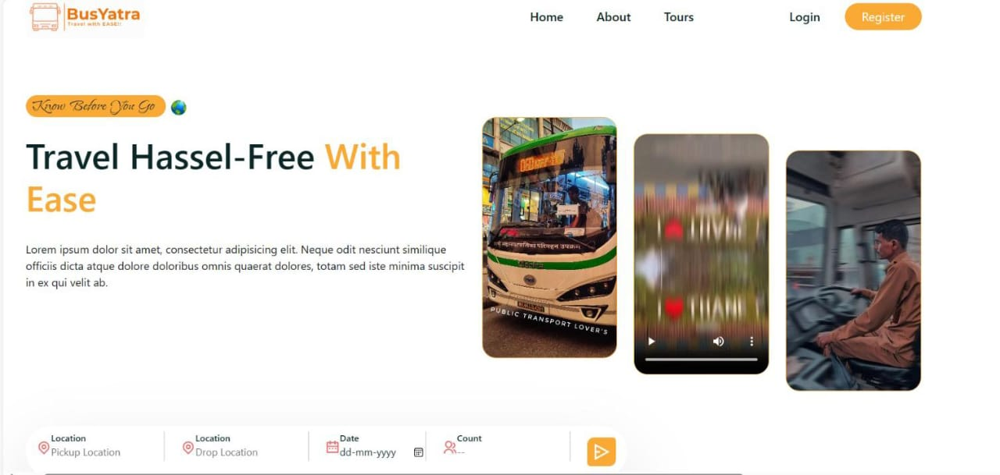 BusYatra
Travel with EASE!!
Home
About
Tours
Login
Register
Know Before You Go
Travel Hassel-Free With
Ease
Lorem ipsum dolor sit amet, consectetur adipisicing elit. Neque odit nesciunt similique
officiis dicta atque dolore doloribus omnis quaerat dolores, totam sed iste minima suscipit
in ex qui velit ab.
PUBLIC TRANSPORT LOVER'S
Location
Pickup Location
Location
Drop Location
Date
dd-mm-yyyy
Count
--